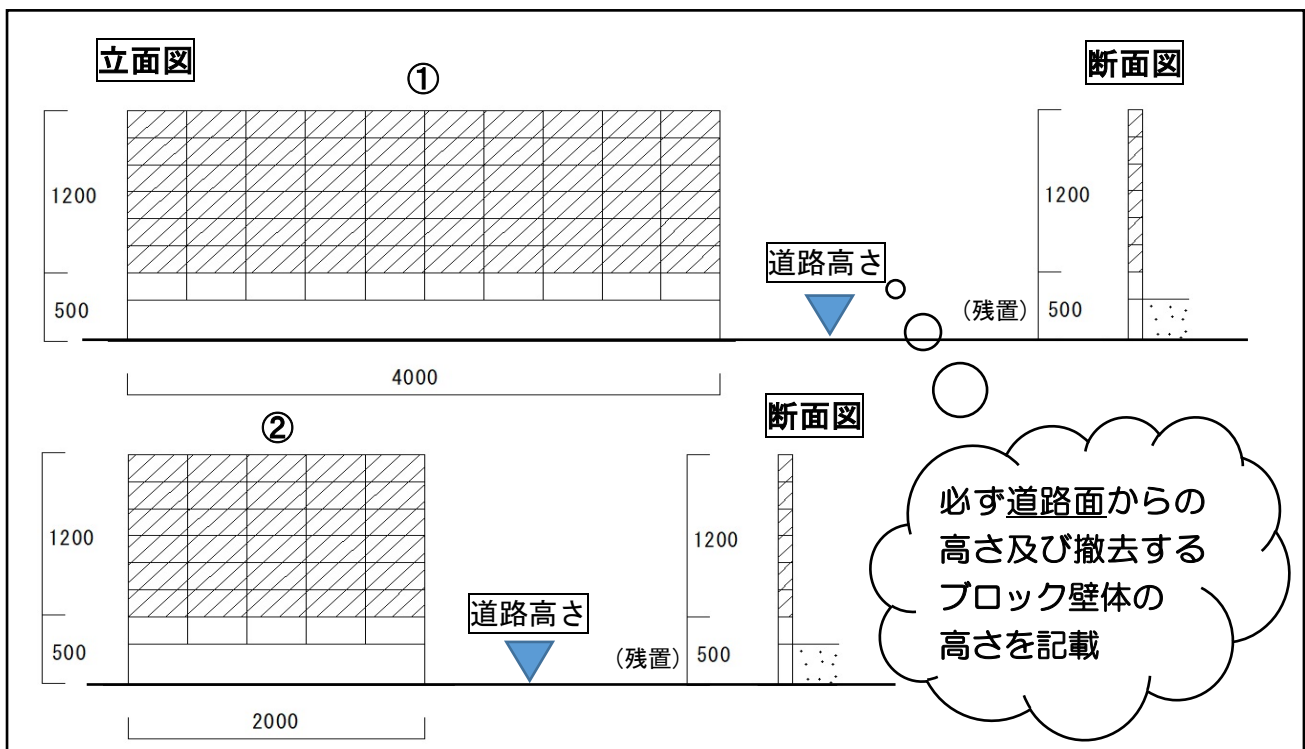 立面図
①
断面図
1200
500
4000
道路高さ
1200
（残置）500
②
断面図
1200
500
2000
道路高さ
1200
（残置）500
必ず道路面からの
高さ及び撤去する
ブロック壁体の
高さを記載